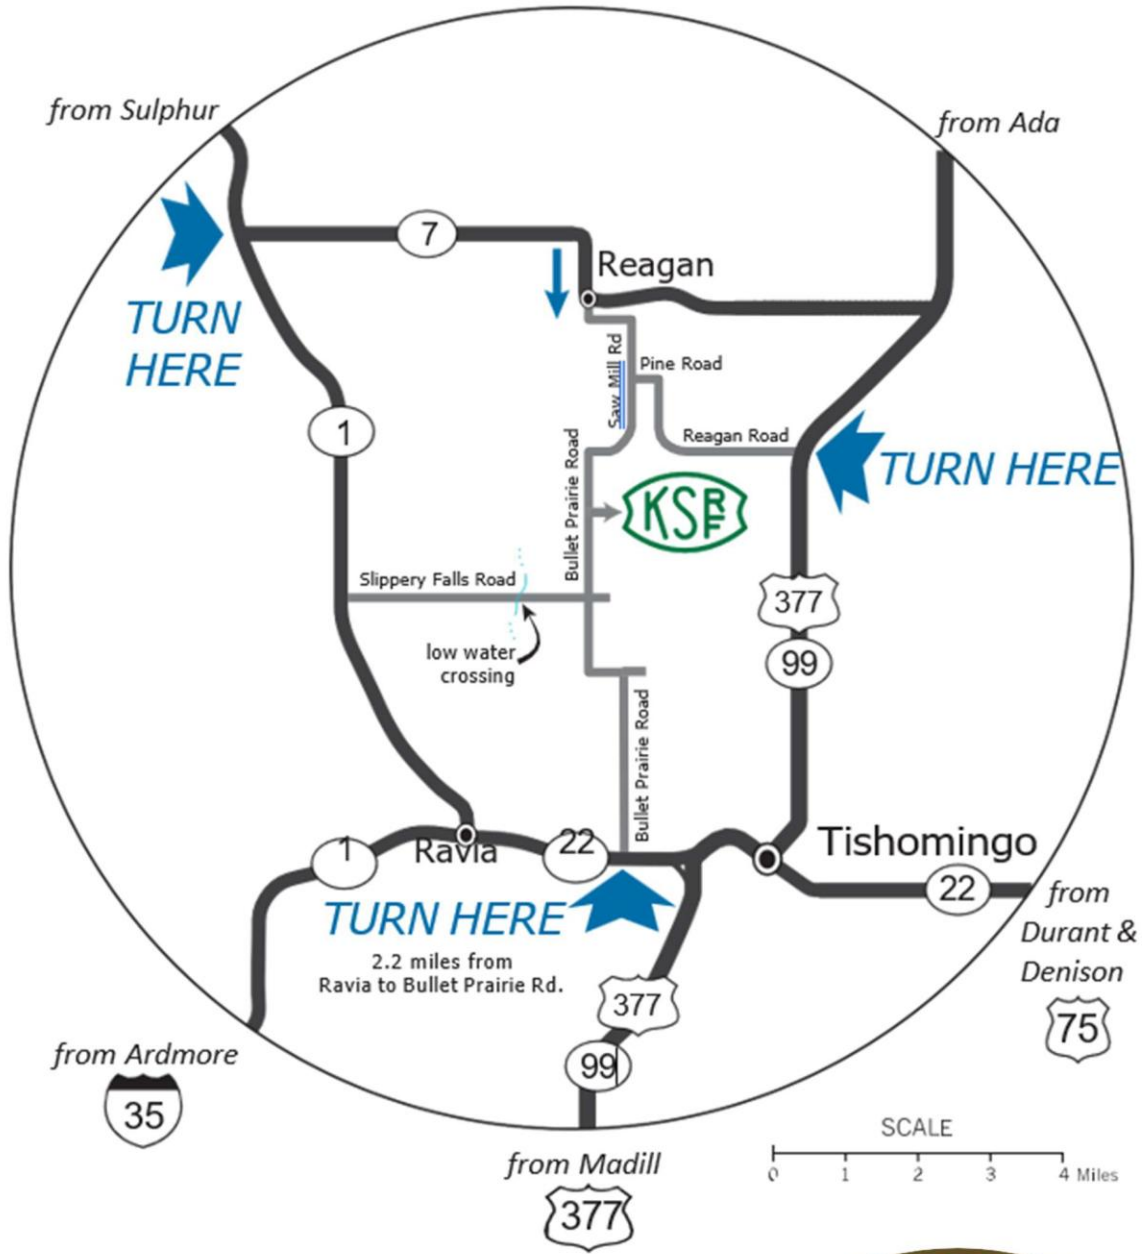 from Sulphur
from Ada
7
Reagan
TURN
HERE
Saw Mill Rd
Pine Road
1
Reagan Road
TURN HERE
Bullet Prairie Road
KSRF
Slippery Falls Road
377
low water
crossing
99
Bullet Prairie Road
1
Ravia
22
Tishomingo
22
TURN HERE
2.2 miles from
Ravia to Bullet Prairie Rd.
from
Durant &
Denison
75
377
99
from Ardmore
35
SCALE
0 1 2 3 4 Miles
from Madill
377